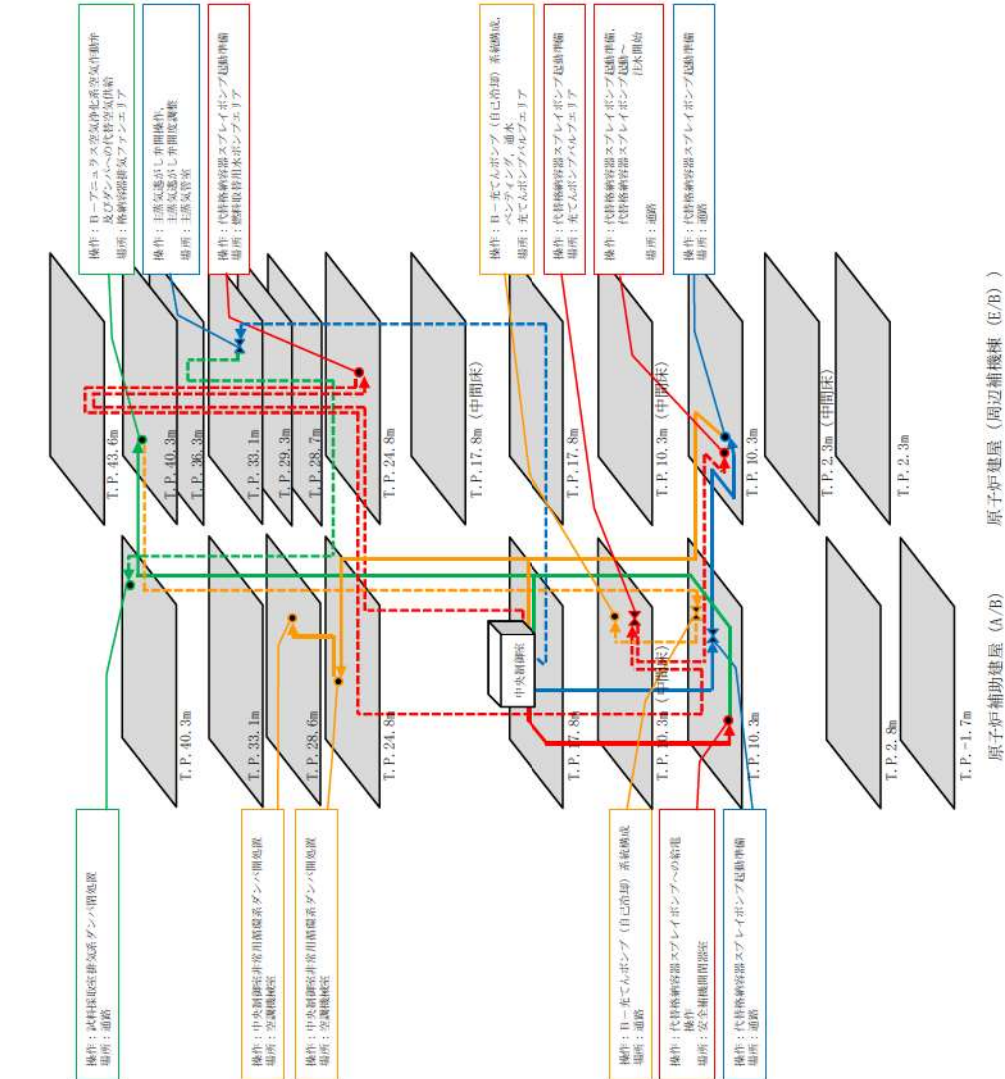 操作：B－アニュラス空気浄化系空気作動弁
及びダンパへの代替空気供給
場所：格納容器排気ファンエリア
操作：主蒸気逃がし弁開操作，
主蒸気逃がし弁開度調整
場所：主蒸気管室
操作：代替格納容器スプレイポンプ起動準備
場所：燃料取替用水ポンプエリア
操作：B－充てんポンプ（自己冷却）系統構成，
ベンティング，通水
場所：充てんポンプバルブエリア
操作：代替格納容器スプレイポンプ起動準備
場所：充てんポンプバルブエリア
操作：代替格納容器スプレイポンプ起動準備，
代替格納容器スプレイポンプ起動～
注水開始
場所：通路
操作：代替格納容器スプレイポンプ起動準備
場所：通路
T.P.43.6m
T.P.40.3m
T.P.36.3m
T.P.33.1m
T.P.29.3m
T.P.28.7m
T.P.24.8m
T.P.17.8m（中間床）
T.P.17.8m
T.P.10.3m（中間床）
T.P.10.3m
T.P.2.3m（中間床）
T.P.2.3m
原子炉建屋（周辺補機棟（E/B））
中央制御室
T.P.40.3m
T.P.33.1m
T.P.28.6m
T.P.24.8m
T.P.17.8m
T.P.10.3m（中間床）
T.P.10.3m
T.P.2.8m
T.P.-1.7m
原子炉補助建屋（A/B）
操作：試料採取室排気系ダンパ閉処置
場所：通路
操作：中央制御室非常用循環系ダンパ開処置
場所：空調機械室
操作：中央制御室非常用循環系ダンパ開処置
場所：空調機械室
操作：B－充てんポンプ（自己冷却）系統構成
場所：通路
操作：代替格納容器スプレイポンプへの給電
操作
場所：安全補機開閉器室
操作：代替格納容器スプレイポンプ起動準備
場所：通路